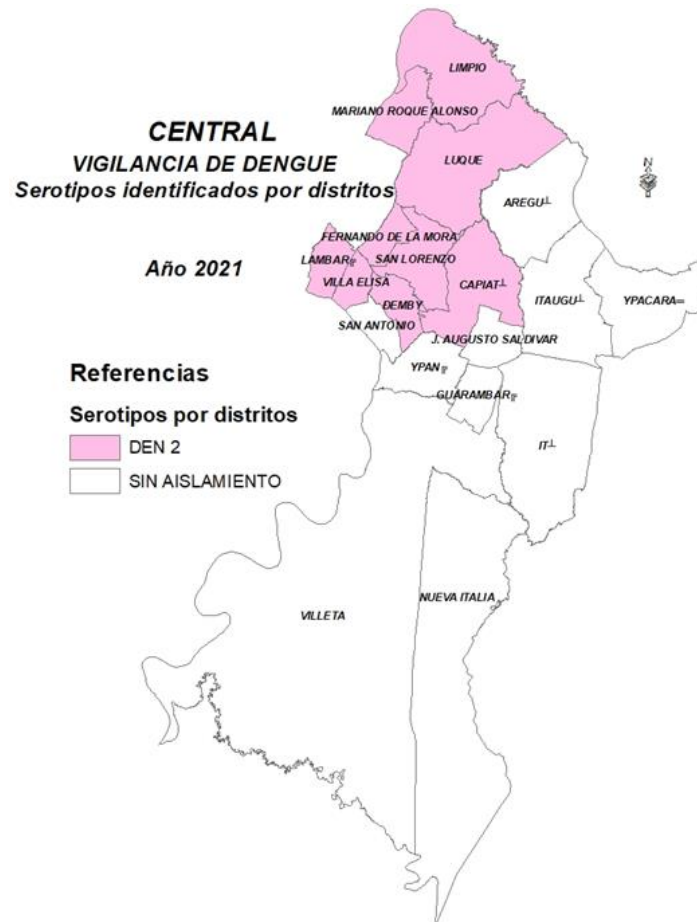 LIMPIO
MARIANO ROQUE ALONSO
CENTRAL
VIGILANCIA DE DENGUE
Serotipos identificados por distritos
LUQUE
N
AREGU┴
FERNANDO DE LA MORA
LAMBAR╔
SAN LORENZO
Año 2021
VILLA ELISA
CAPIAT┴
ITAUGU┴
YPACARA═
ĐEMBY
SAN ANTONIO
J. AUGUSTO SALDIVAR
YPAN╔
Referencias
GUARAMBAR╔
Serotipos por distritos
DEN 2
IT┴
SIN AISLAMIENTO
NUEVA ITALIA
VILLETA